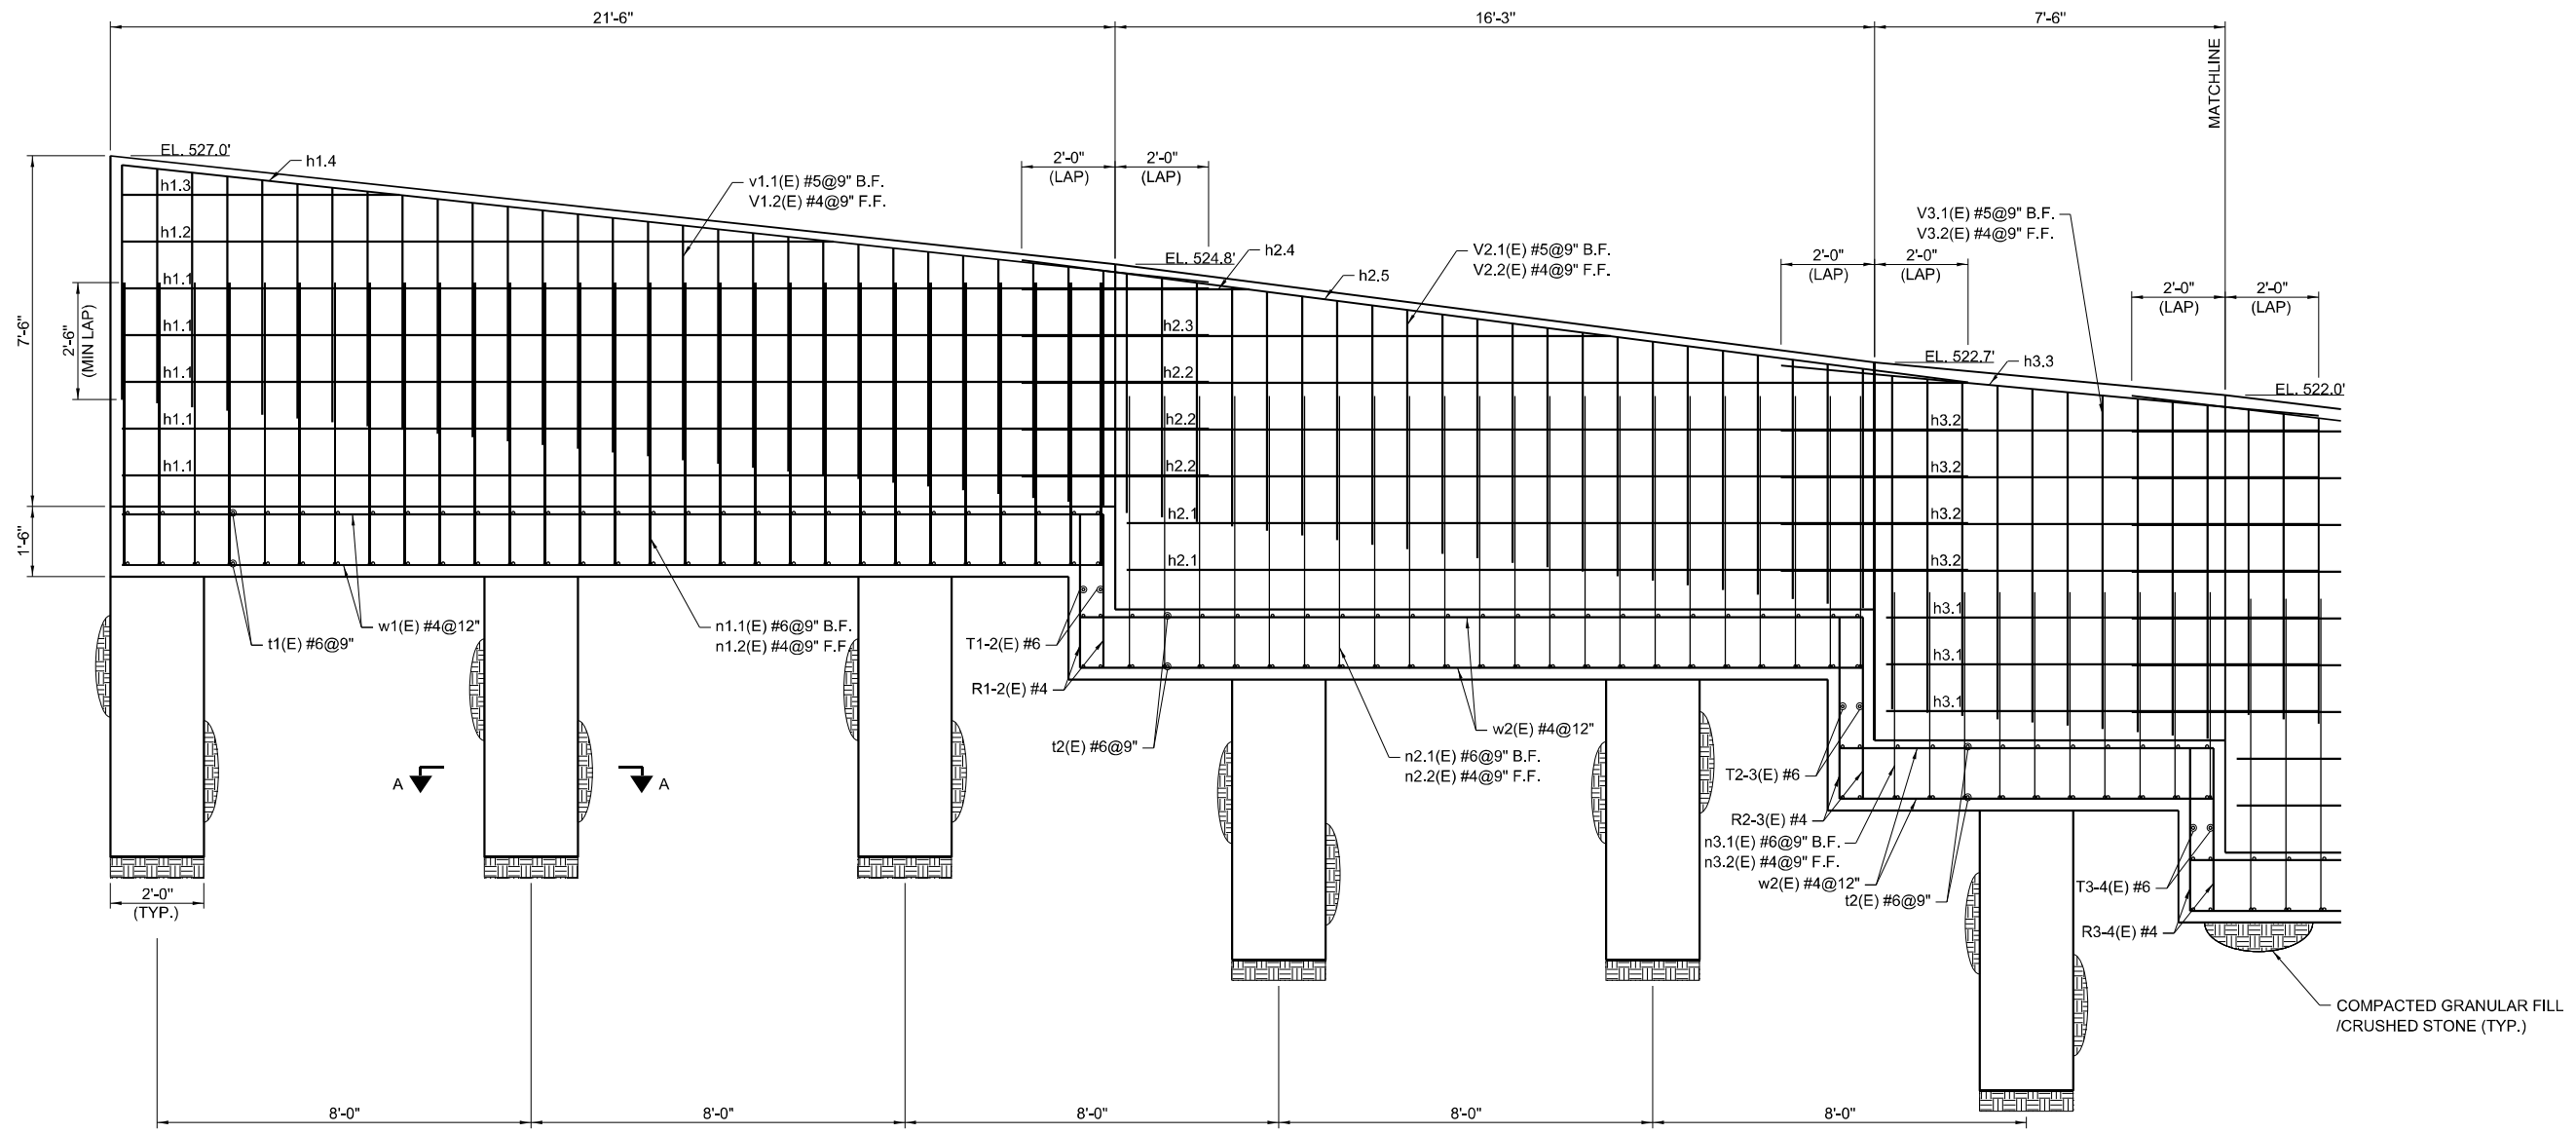 21'-6"
16'-3"
7'-6"
MATCHLINE
EL. 527.0'
h1.4
h1.3
h1.2
h1.1
h1.1
h1.1
h1.1
h1.1
7'-6"
2'-6"
(MIN LAP)
1'-6"
v1.1(E) #5@9" B.F.
V1.2(E) #4@9" F.F.
2'-0"
(LAP)
2'-0"
(LAP)
EL. 524.8'
h2.4
h2.5
V2.1(E) #5@9" B.F.
V2.2(E) #4@9" F.F.
h2.3
h2.2
h2.2
h2.2
h2.1
h2.1
2'-0"
(LAP)
2'-0"
(LAP)
V3.1(E) #5@9" B.F.
V3.2(E) #4@9" F.F.
EL. 522.7'
h3.3
2'-0"
(LAP)
2'-0"
(LAP)
EL. 522.0'
h3.2
h3.2
h3.2
h3.2
h3.1
h3.1
h3.1
w1(E) #4@12"
t1(E) #6@9"
n1.1(E) #6@9" B.F.
n1.2(E) #4@9" F.F.
T1-2(E) #6
R1-2(E) #4
t2(E) #6@9"
w2(E) #4@12"
n2.1(E) #6@9" B.F.
n2.2(E) #4@9" F.F.
T2-3(E) #6
R2-3(E) #4
n3.1(E) #6@9" B.F.
n3.2(E) #4@9" F.F.
w2(E) #4@12"
t2(E) #6@9"
T3-4(E) #6
R3-4(E) #4
A
A
2'-0"
(TYP.)
COMPACTED GRANULAR FILL
/CRUSHED STONE (TYP.)
8'-0"
8'-0"
8'-0"
8'-0"
8'-0"